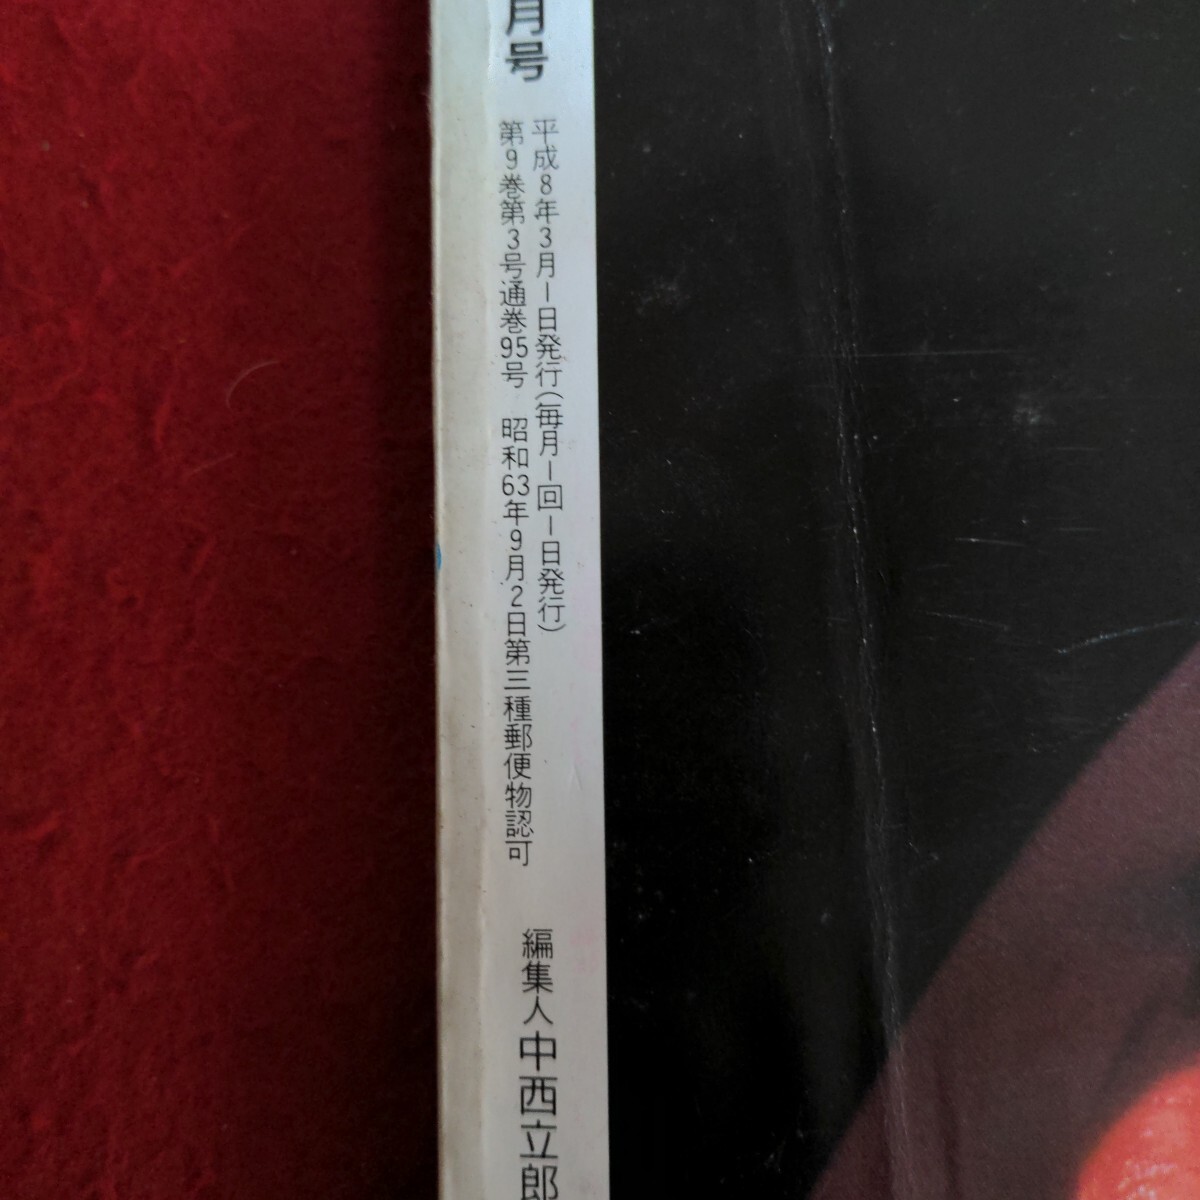 月号
平成8年3月1日発行(毎月1回1日発行)
第9巻第3号通巻95号 昭和63年9月2日第三種郵便物認可
編集人 中西立郎